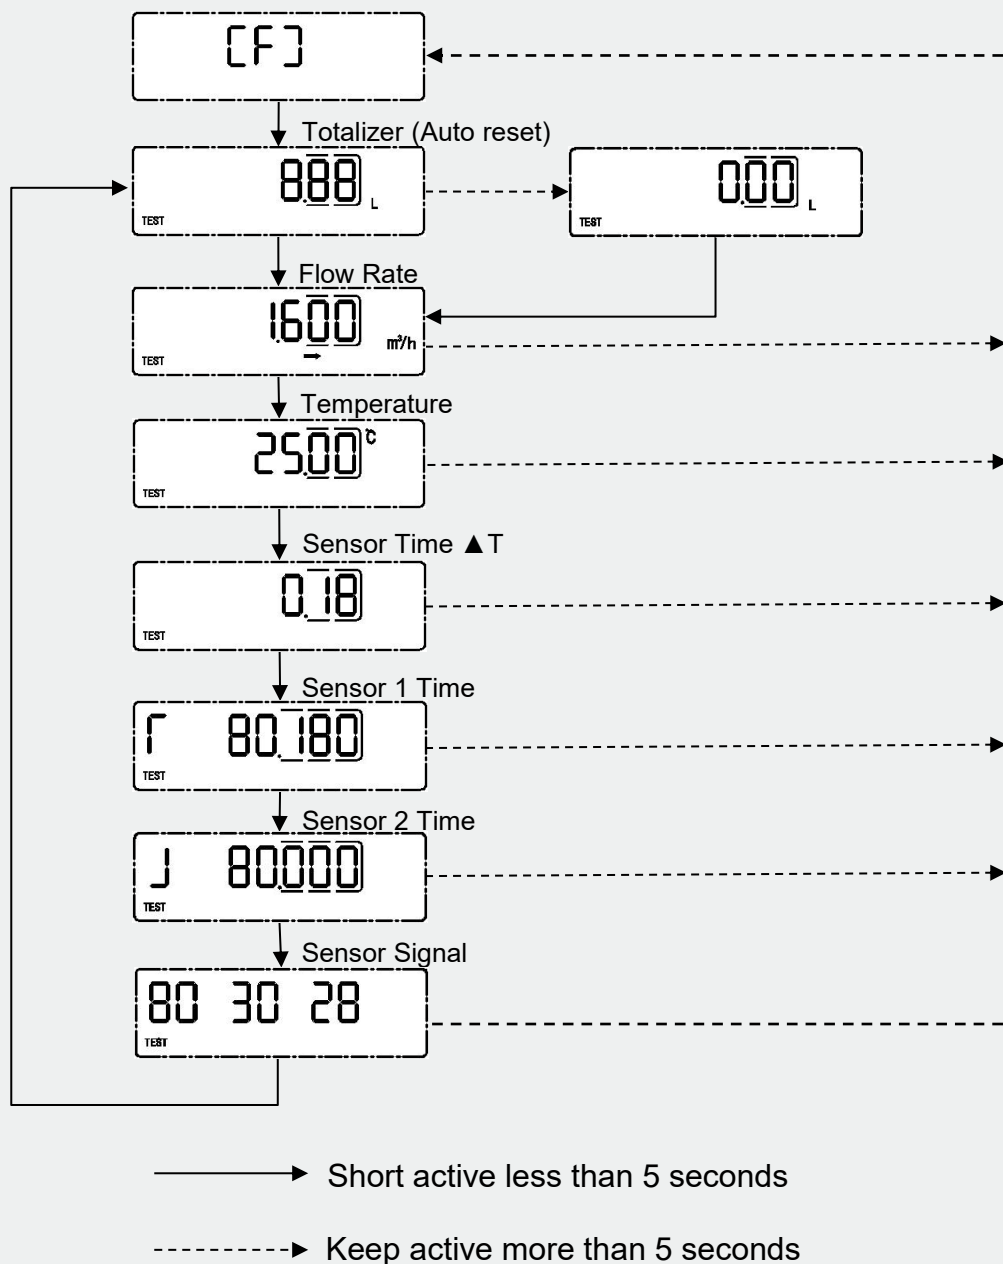 [F]
Totalizer (Auto reset)
8.88 L
TEST
0.00 L
TEST
Flow Rate
1.600 m³/h
TEST
Temperature
25.00 °C
TEST
Sensor Time ▲T
0.18
TEST
Sensor 1 Time
80.180
TEST
Sensor 2 Time
80.000
TEST
Sensor Signal
80 30 28
TEST
Short active less than 5 seconds
Keep active more than 5 seconds